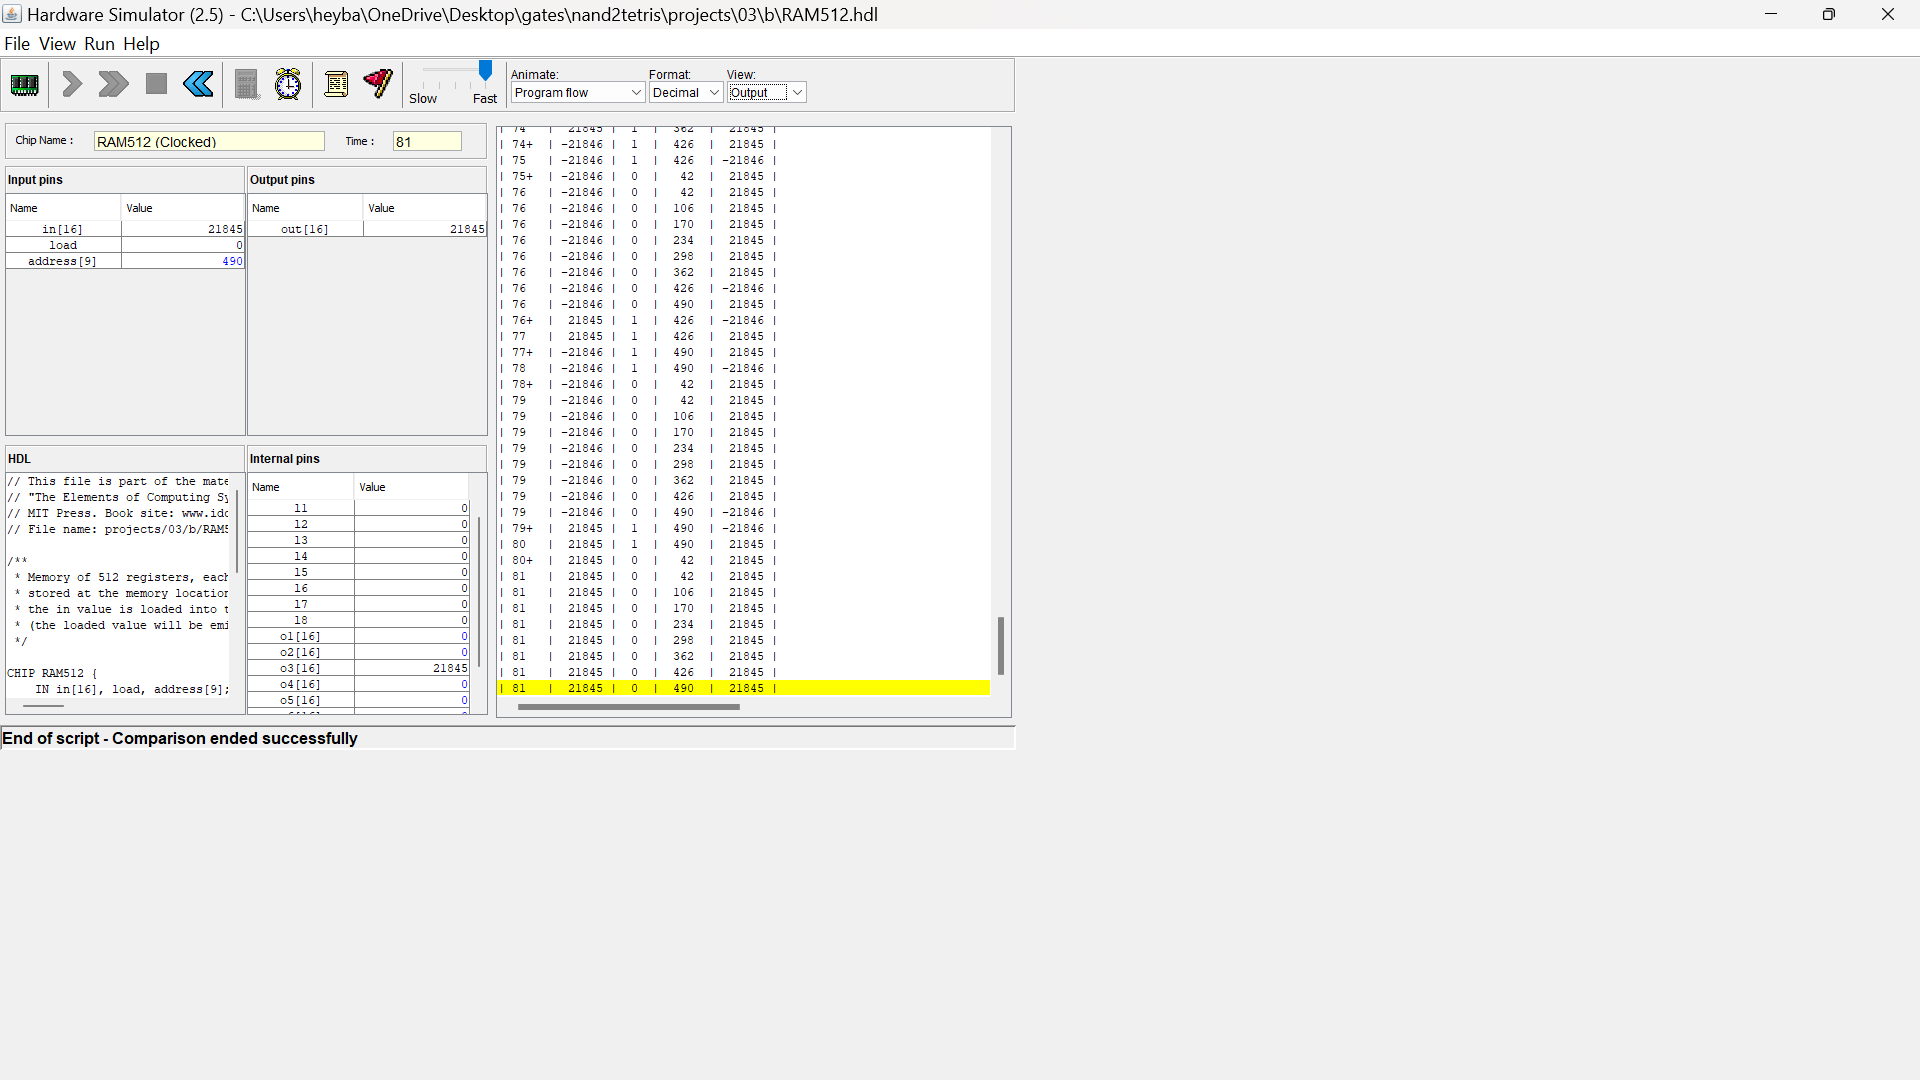 Hardware Simulator (2.5) - C:\Users\heyba\OneDrive\Desktop\gates\nand2tetris\projects\03\b\RAM512.hdl
File View Run Help
Slow Fast
Animate:
Program flow
Format:
Decimal
View:
Output
Chip Name : RAM512 (Clocked) Time : 81
Input pins
Name Value
in[16] 21845
load 0
address[9] 490
Output pins
Name Value
out[16] 21845
HDL
// This file is part of the mate
// "The Elements of Computing Sy
// MIT Press. Book site: www.idc
// File name: projects/03/b/RAM5
/**
* Memory of 512 registers, each
* stored at the memory location
* the in value is loaded into t
* (the loaded value will be emi
*/
CHIP RAM512 {
IN in[16], load, address[9];
Internal pins
Name Value
l1 0
l2 0
l3 0
l4 0
l5 0
l6 0
l7 0
l8 0
o1[16] 0
o2[16] 0
o3[16] 21845
o4[16] 0
o5[16] 0
| 74 | 21845 | 1 | 362 | 21845 |
| 74+ | -21846 | 1 | 426 | 21845 |
| 75 | -21846 | 1 | 426 | -21846 |
| 75+ | -21846 | 0 | 42 | 21845 |
| 76 | -21846 | 0 | 42 | 21845 |
| 76 | -21846 | 0 | 106 | 21845 |
| 76 | -21846 | 0 | 170 | 21845 |
| 76 | -21846 | 0 | 234 | 21845 |
| 76 | -21846 | 0 | 298 | 21845 |
| 76 | -21846 | 0 | 362 | 21845 |
| 76 | -21846 | 0 | 426 | -21846 |
| 76 | -21846 | 0 | 490 | 21845 |
| 76+ | 21845 | 1 | 426 | -21846 |
| 77 | 21845 | 1 | 426 | 21845 |
| 77+ | -21846 | 1 | 490 | 21845 |
| 78 | -21846 | 1 | 490 | -21846 |
| 78+ | -21846 | 0 | 42 | 21845 |
| 79 | -21846 | 0 | 42 | 21845 |
| 79 | -21846 | 0 | 106 | 21845 |
| 79 | -21846 | 0 | 170 | 21845 |
| 79 | -21846 | 0 | 234 | 21845 |
| 79 | -21846 | 0 | 298 | 21845 |
| 79 | -21846 | 0 | 362 | 21845 |
| 79 | -21846 | 0 | 426 | 21845 |
| 79 | -21846 | 0 | 490 | -21846 |
| 79+ | 21845 | 1 | 490 | -21846 |
| 80 | 21845 | 1 | 490 | 21845 |
| 80+ | 21845 | 0 | 42 | 21845 |
| 81 | 21845 | 0 | 42 | 21845 |
| 81 | 21845 | 0 | 106 | 21845 |
| 81 | 21845 | 0 | 170 | 21845 |
| 81 | 21845 | 0 | 234 | 21845 |
| 81 | 21845 | 0 | 298 | 21845 |
| 81 | 21845 | 0 | 362 | 21845 |
| 81 | 21845 | 0 | 426 | 21845 |
| 81 | 21845 | 0 | 490 | 21845 |
End of script - Comparison ended successfully